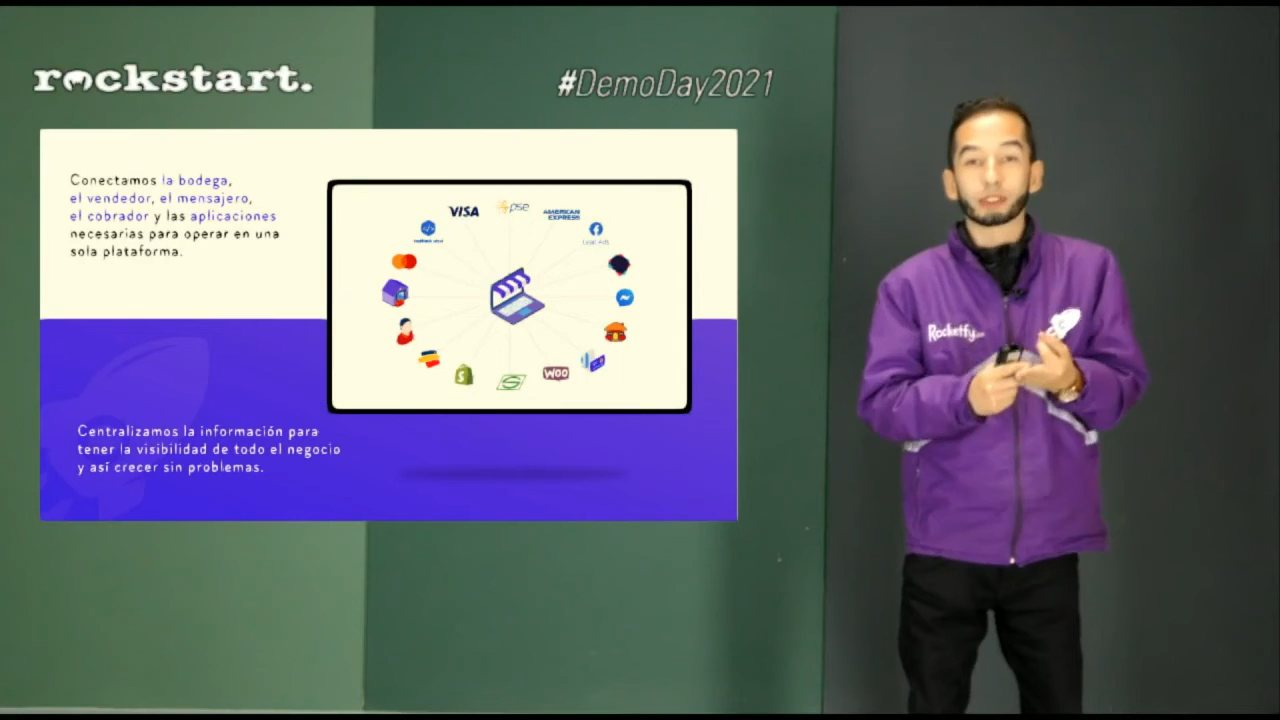 rockstart.
#DemoDay2021
Conectamos la bodega,
el vendedor, el mensajero,
el cobrador y las aplicaciones
necesarias para operar en una
sola plataforma.
VISA
pse
AMERICAN
EXPRESS
Lead Ads
WOO
Rocketfy
Centralizamos la información para
tener la visibilidad de todo el negocio
y así crecer sin problemas.